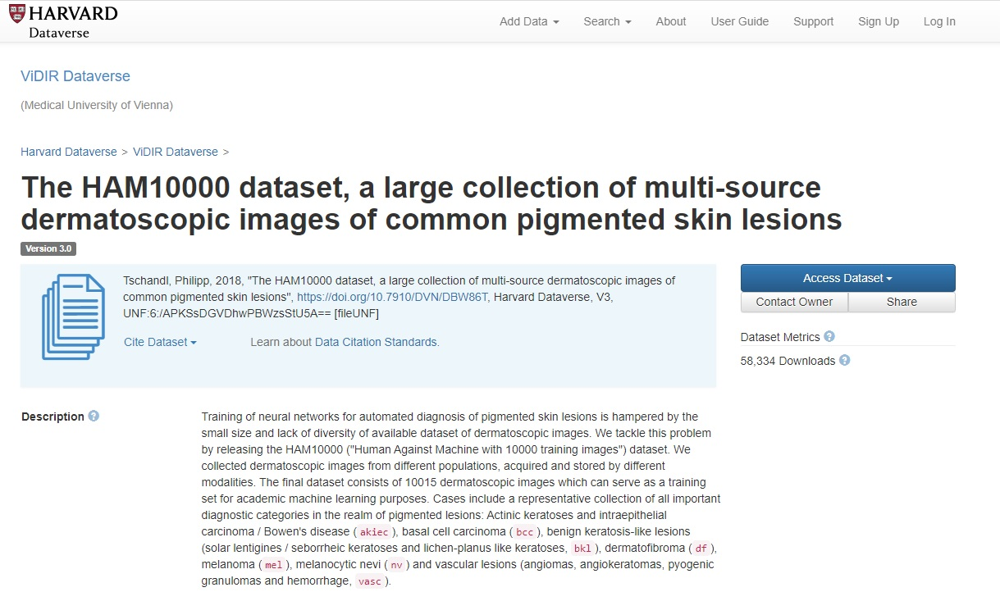 HARVARD
Dataverse
Add Data
Search
About
User Guide
Support
Sign Up
Log In
ViDIR Dataverse
(Medical University of Vienna)
Harvard Dataverse > ViDIR Dataverse >
The HAM10000 dataset, a large collection of multi-source
dermatoscopic images of common pigmented skin lesions
Version 3.0
Tschandl, Philipp, 2018, "The HAM10000 dataset, a large collection of multi-source dermatoscopic images of
common pigmented skin lesions", https://doi.org/10.7910/DVN/DBW86T, Harvard Dataverse, V3,
UNF:6:/APKSsDGVDhwPBWzsStU5A== [fileUNF]
Cite Dataset
Learn about Data Citation Standards.
Access Dataset
Contact Owner
Share
Dataset Metrics ?
58,334 Downloads ?
Description ?
Training of neural networks for automated diagnosis of pigmented skin lesions is hampered by the
small size and lack of diversity of available dataset of dermatoscopic images. We tackle this problem
by releasing the HAM10000 ("Human Against Machine with 10000 training images") dataset. We
collected dermatoscopic images from different populations, acquired and stored by different
modalities. The final dataset consists of 10015 dermatoscopic images which can serve as a training
set for academic machine learning purposes. Cases include a representative collection of all important
diagnostic categories in the realm of pigmented lesions: Actinic keratoses and intraepithelial
carcinoma / Bowen's disease ( akiec ), basal cell carcinoma ( bcc ), benign keratosis-like lesions
(solar lentigines / seborrheic keratoses and lichen-planus like keratoses, bkl ), dermatofibroma ( df ),
melanoma ( mel ), melanocytic nevi ( nv ) and vascular lesions (angiomas, angiokeratomas, pyogenic
granulomas and hemorrhage, vasc ).